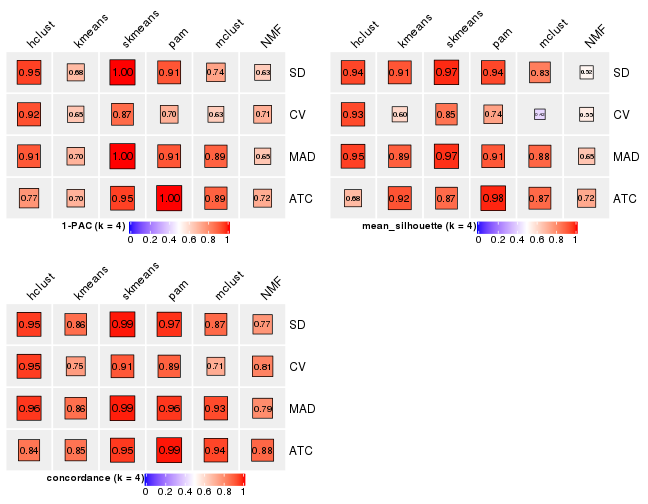 hclust kmeans skmeans pam mclust NMF
0.95 0.68 1.00 0.91 0.74 0.63 SD
0.92 0.65 0.87 0.70 0.63 0.71 CV
0.91 0.70 1.00 0.91 0.89 0.65 MAD
0.77 0.70 0.95 1.00 0.89 0.72 ATC
1-PAC (k = 4)
0 0.2 0.4 0.6 0.8 1
hclust kmeans skmeans pam mclust NMF
0.94 0.91 0.97 0.94 0.83 0.52 SD
0.93 0.60 0.85 0.74 CV
0.95 0.89 0.97 0.91 0.88 0.65 MAD
0.68 0.92 0.87 0.98 0.87 0.72 ATC
mean_silhouette (k = 4)
0 0.2 0.4 0.6 0.8 1
hclust kmeans skmeans pam mclust NMF
0.95 0.86 0.99 0.97 0.87 0.77 SD
0.95 0.75 0.91 0.89 0.71 0.81 CV
0.96 0.86 0.99 0.96 0.93 0.79 MAD
0.84 0.85 0.95 0.99 0.94 0.88 ATC
concordance (k = 4)
0 0.2 0.4 0.6 0.8 1